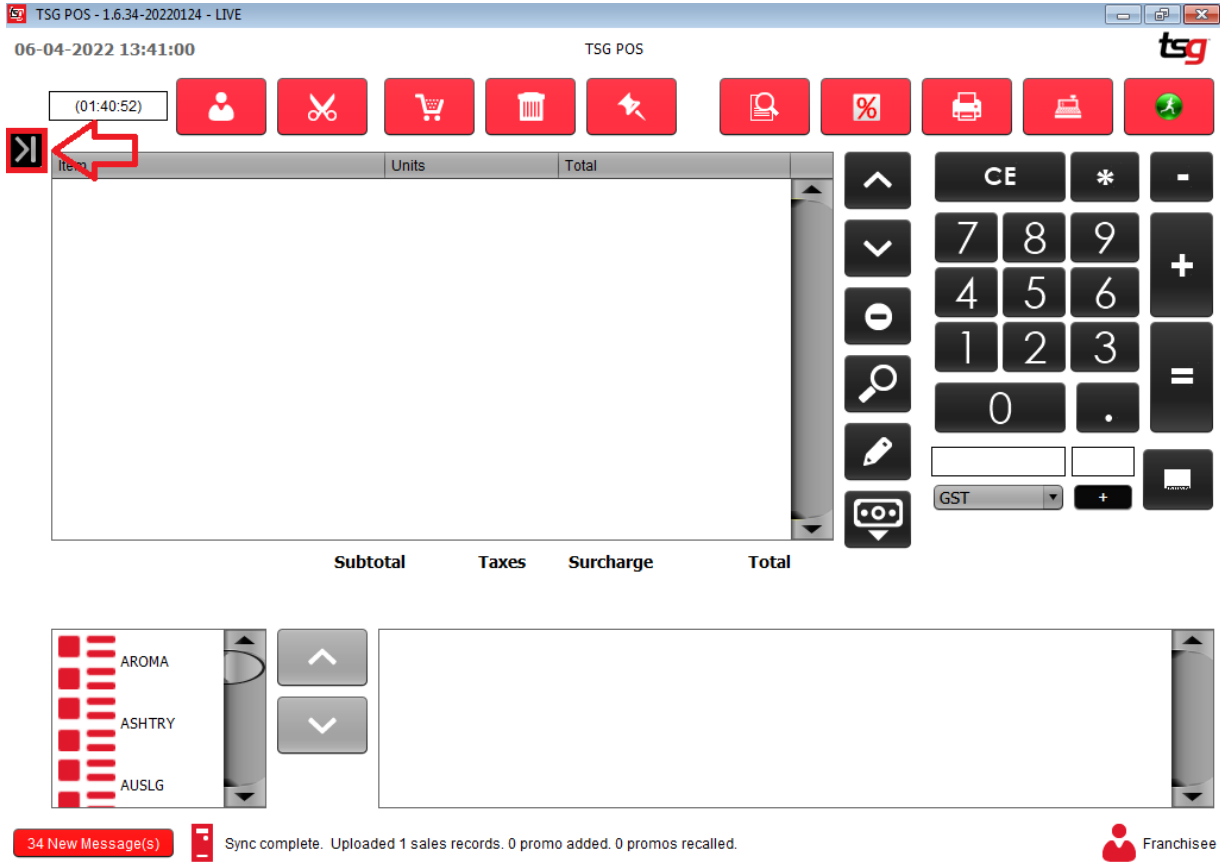 TSG POS - 1.6.34-20220124 - LIVE
06-04-2022 13:41:00
TSG POS
tsg
(01:40:52)
%
Item Units Total
CE * -
7 8 9 +
4 5 6
1 2 3 =
0 .
GST +
Subtotal Taxes Surcharge Total
AROMA
ASHTRY
AUSLG
34 New Message(s) Sync complete. Uploaded 1 sales records. 0 promo added. 0 promos recalled. Franchisee